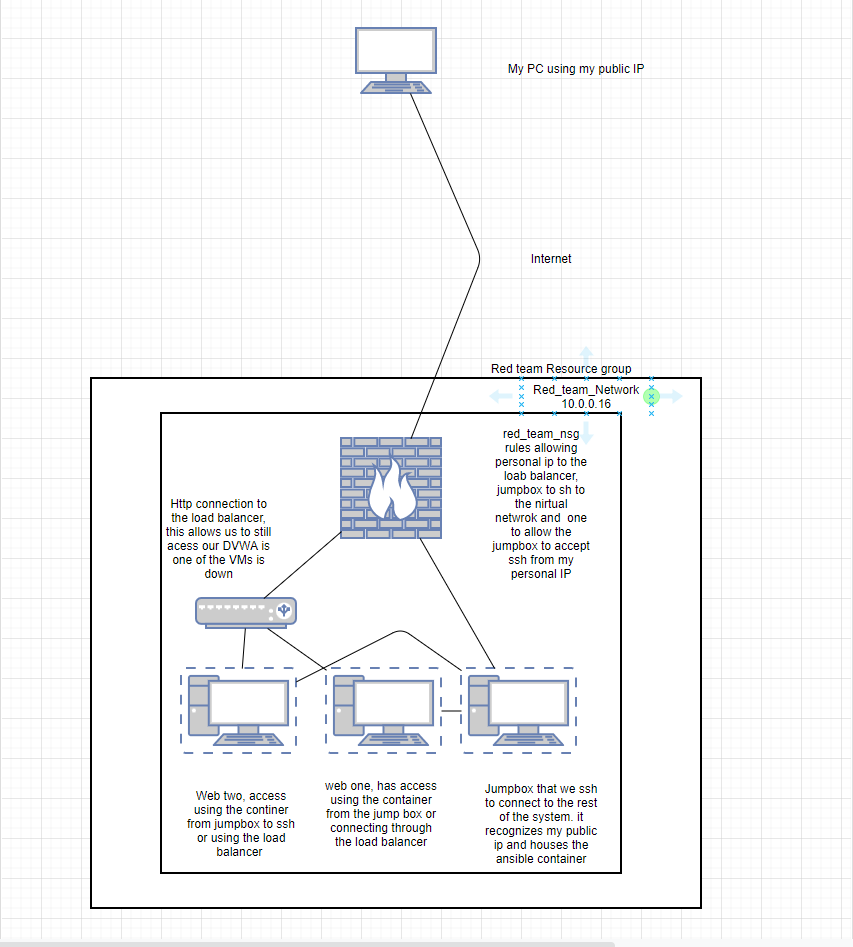 My PC using my public IP
Internet
Red team Resource group
Red_team_Network
10.0.0.16
red_team_nsg
rules allowing
personal ip to the
loab balancer,
jumpbox to sh to
the nirtual
netwrok and one
to allow the
jumpbox to accept
ssh from my
personal IP
Http connection to
the load balancer,
this allows us to still
acess our DVWA is
one of the VMs is
down
Web two, access
using the continer
from jumpbox to ssh
or using the load
balancer
web one, has access
using the container
from the jump box or
connecting through
the load balancer
Jumpbox that we ssh
to connect to the rest
of the system. it
recognizes my public
ip and houses the
ansible container